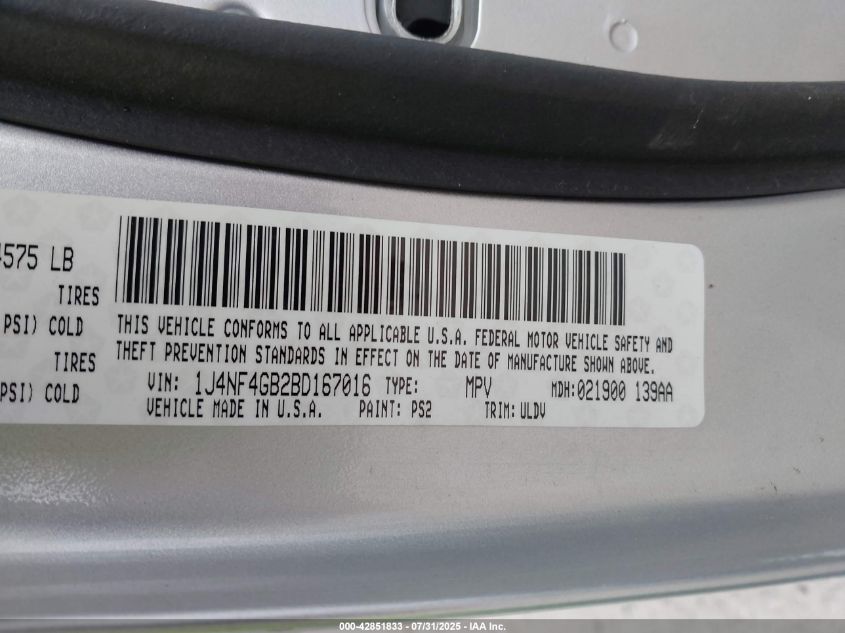 4575 LB
TIRES
PSI) COLD
TIRES
PSI) COLD
THIS VEHICLE CONFORMS TO ALL APPLICABLE U.S.A. FEDERAL MOTOR VEHICLE SAFETY AND
THEFT PREVENTION STANDARDS IN EFFECT ON THE DATE OF MANUFACTURE SHOWN ABOVE.
VIN: 1J4NF4GB2BD167016 TYPE: MPV MDH:021900 139AA
VEHICLE MADE IN U.S.A. PAINT: PS2 TRIM: ULDV
000-42851833 - 07/31/2025 - IAA Inc.